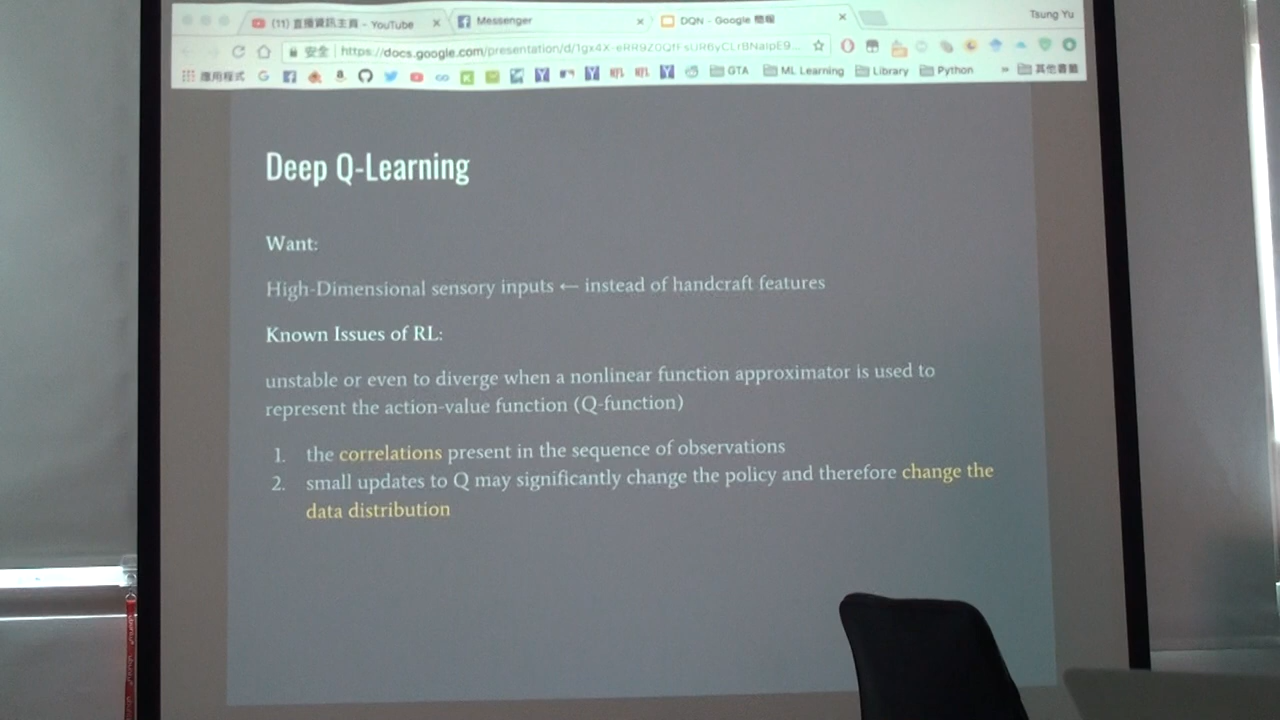 (11) 直播資訊主頁 - YouTube
Messenger
DQN - Google 簡報
Tsung Yu
安全
https://docs.google.com/presentation/d/
應用程式
GTA
ML Learning
Library
Python
其他書籤
Deep Q-Learning
Want:
High-Dimensional sensory inputs ← instead of handcraft features
Known Issues of RL:
unstable or even to diverge when a nonlinear function approximator is used to
represent the action-value function (Q-function)
1. the correlations present in the sequence of observations
2. small updates to Q may significantly change the policy and therefore change the
data distribution